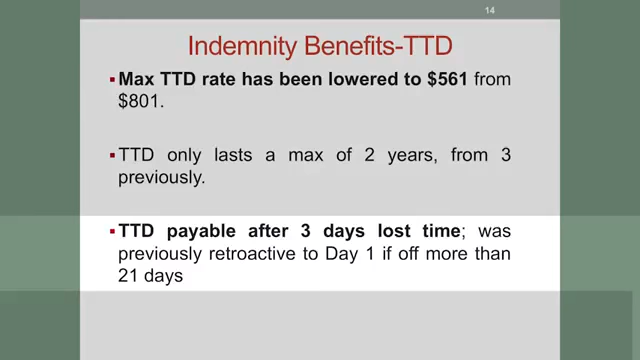 14
Indemnity Benefits-TTD
Max TTD rate has been lowered to $561 from
$801.
TTD only lasts a max of 2 years, from 3
previously.
TTD payable after 3 days lost time; was
previously retroactive to Day 1 if off more than
21 days